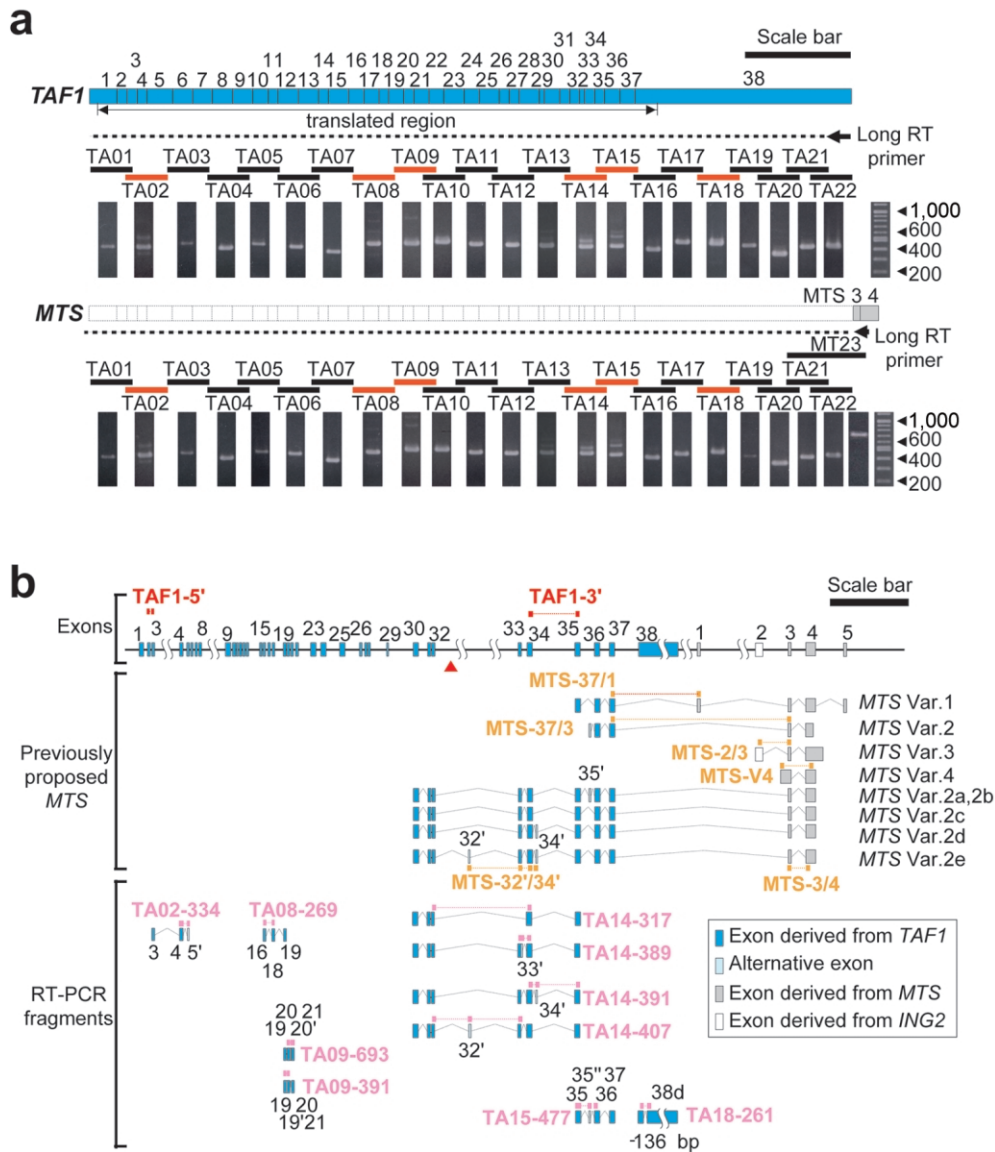 a
3 11 14 16 18 20 22 24 26 28 30 31 33 34 36
1 2 4 5 6 7 8 9 10 12 13 15 17 19 21 23 25 27 29 32 35 37 38
Scale bar
TAF1
translated region
Long RT primer
TA01 TA03 TA05 TA07 TA09 TA11 TA13 TA15 TA17 TA19 TA21
TA02 TA04 TA06 TA08 TA10 TA12 TA14 TA16 TA18 TA20 TA22
1,000
600
400
200
MTS 3 4
MTS
Long RT primer
MT23
TA01 TA03 TA05 TA07 TA09 TA11 TA13 TA15 TA17 TA19 TA21
TA02 TA04 TA06 TA08 TA10 TA12 TA14 TA16 TA18 TA20 TA22
1,000
600
400
200
b
TAF1-5'
TAF1-3'
Scale bar
Exons
1 3 4 8 9 15 19 23 25 26 29 30 32 33 34 35 36 37 38 1 2 3 4 5
MTS-37/1
MTS Var.1
MTS-37/3
MTS Var.2
MTS-2/3
MTS Var.3
MTS-V4
MTS Var.4
Previously proposed MTS
35'
MTS Var.2a,2b
MTS Var.2c
MTS Var.2d
32'
34'
MTS Var.2e
MTS-32'/34'
MTS-3/4
RT-PCR fragments
TA02-334
3 4 5'
TA08-269
16 19
18
TA14-317
TA14-389
33'
TA14-391
34'
TA14-407
32'
20 21
19 20'
TA09-693
TA09-391
19 20
19'21
35" 37
35 36
TA15-477
38d
TA18-261
-136 bp
Exon derived from TAF1
Alternative exon
Exon derived from MTS
Exon derived from ING2